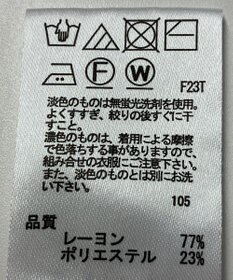 F W
F23T
淡色のものは無蛍光洗剤を使用。
よくすすぎ、絞りの後すぐに干
すこと。
濃色のものは、着用による摩擦
で色落ちする事がありますので、
組み合せの衣服にご注意下さい。
また、淡色のものとは別にお洗
い下さい。
105
品質
レーヨン 77%
ポリエステル 23%